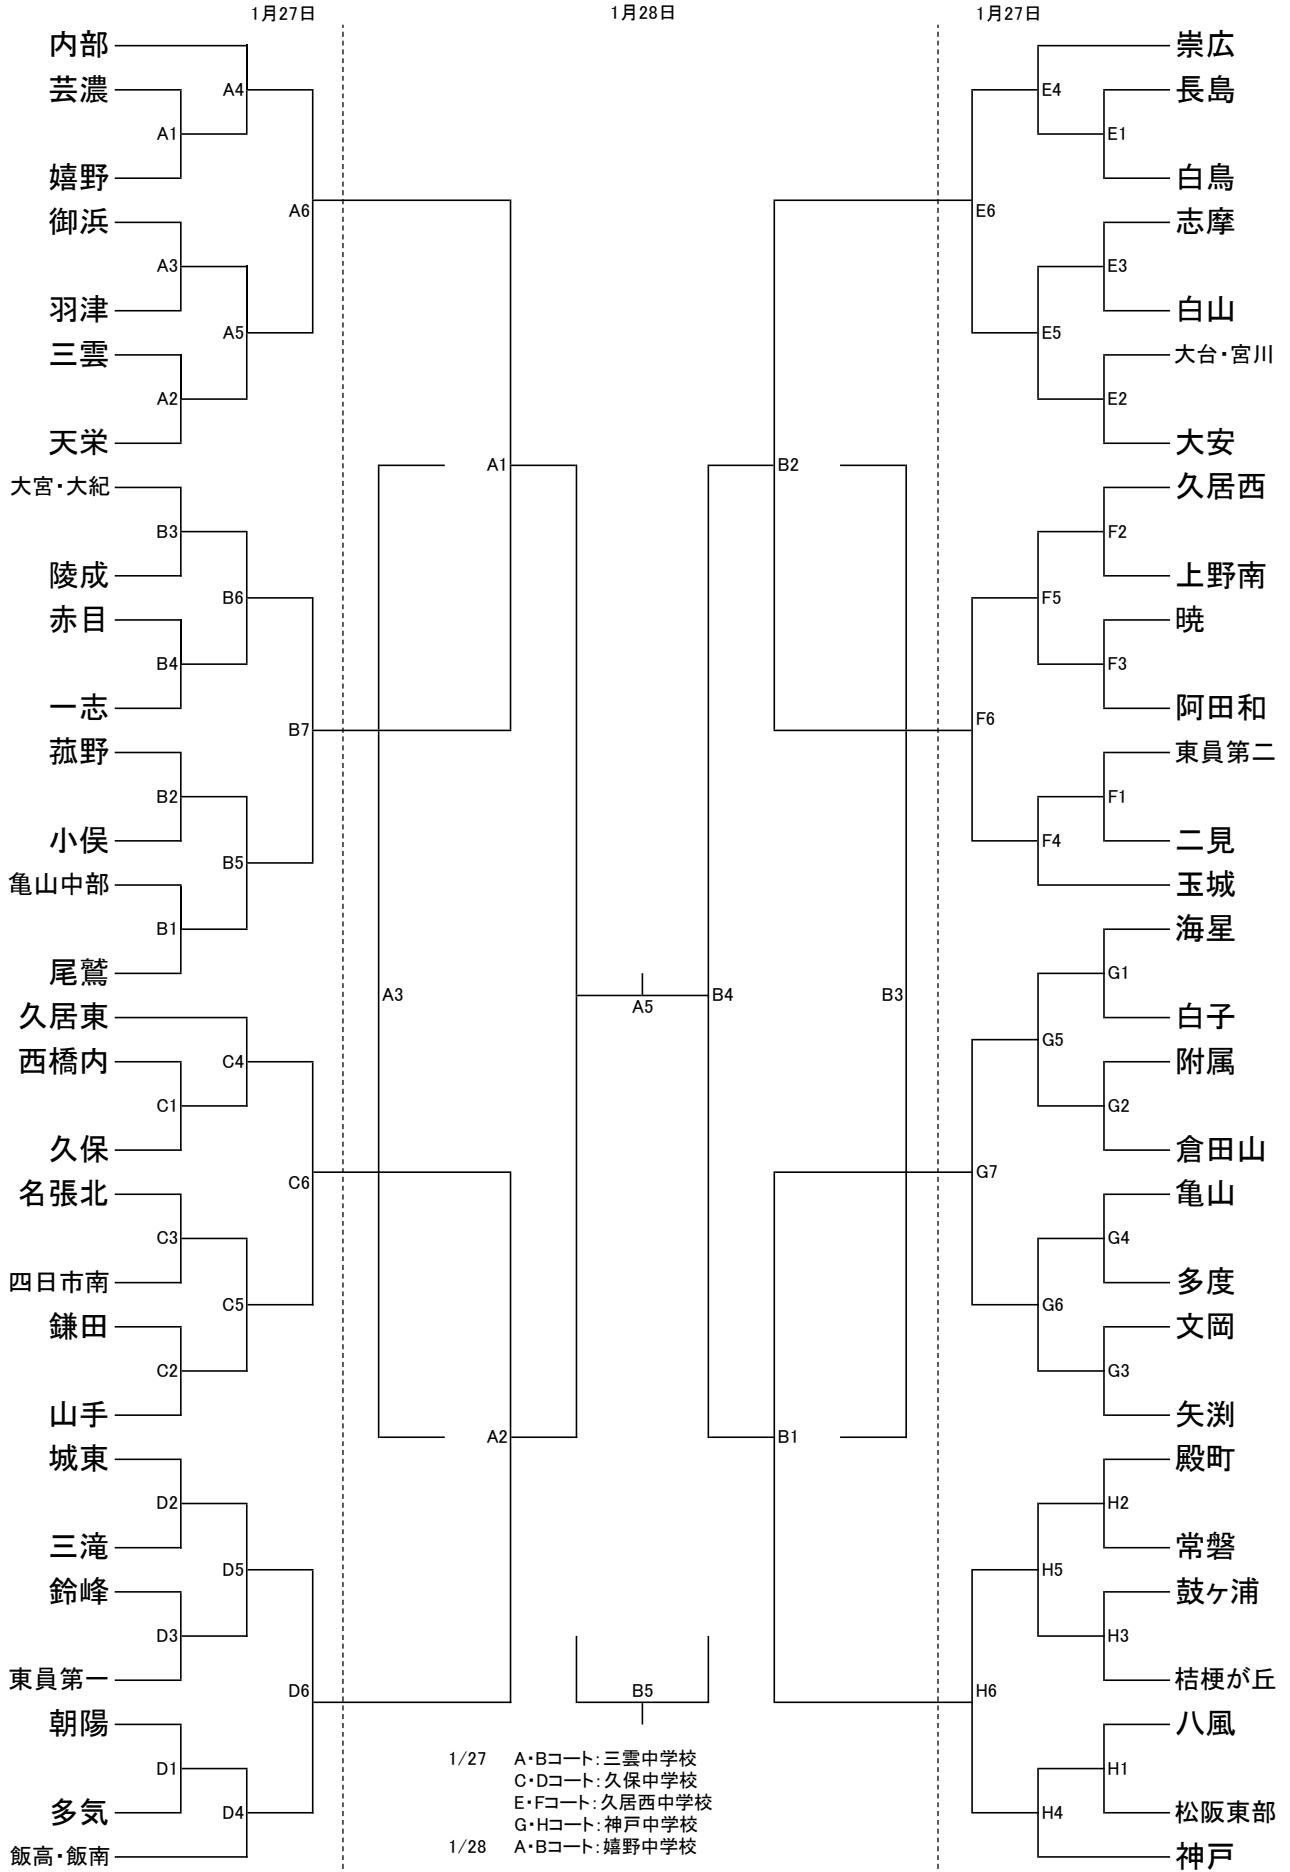 1月27日
1月28日
1月27日
内部
芸濃
嬉野
御浜
羽津
三雲
天栄
大宮・大紀
陵成
赤目
一志
菰野
小俣
亀山中部
尾鷲
久居東
西橋内
久保
名張北
四日市南
鎌田
山手
城東
三滝
鈴峰
東員第一
朝陽
多気
飯高・飯南
A4
A1
A6
A3
A5
A2
B3
B6
B4
B7
B2
B5
B1
C4
C1
C6
C3
C5
C2
D2
D5
D3
D6
D1
D4
A1
A3
A2
A5
B5
B2
B4
B3
B1
E4
E1
E6
E3
E5
E2
F2
F5
F3
F6
F1
F4
G1
G5
G2
G7
G4
G6
G3
H2
H5
H3
H6
H1
H4
崇広
長島
白鳥
志摩
白山
大台・宮川
大安
久居西
上野南
暁
阿田和
東員第二
二見
玉城
海星
白子
附属
倉田山
亀山
多度
文岡
矢渕
殿町
常磐
鼓ヶ浦
桔梗が丘
八風
松阪東部
神戸
1/27 A・Bコート:三雲中学校
C・Dコート:久保中学校
E・Fコート:久居西中学校
G・Hコート:神戸中学校
1/28 A・Bコート:嬉野中学校